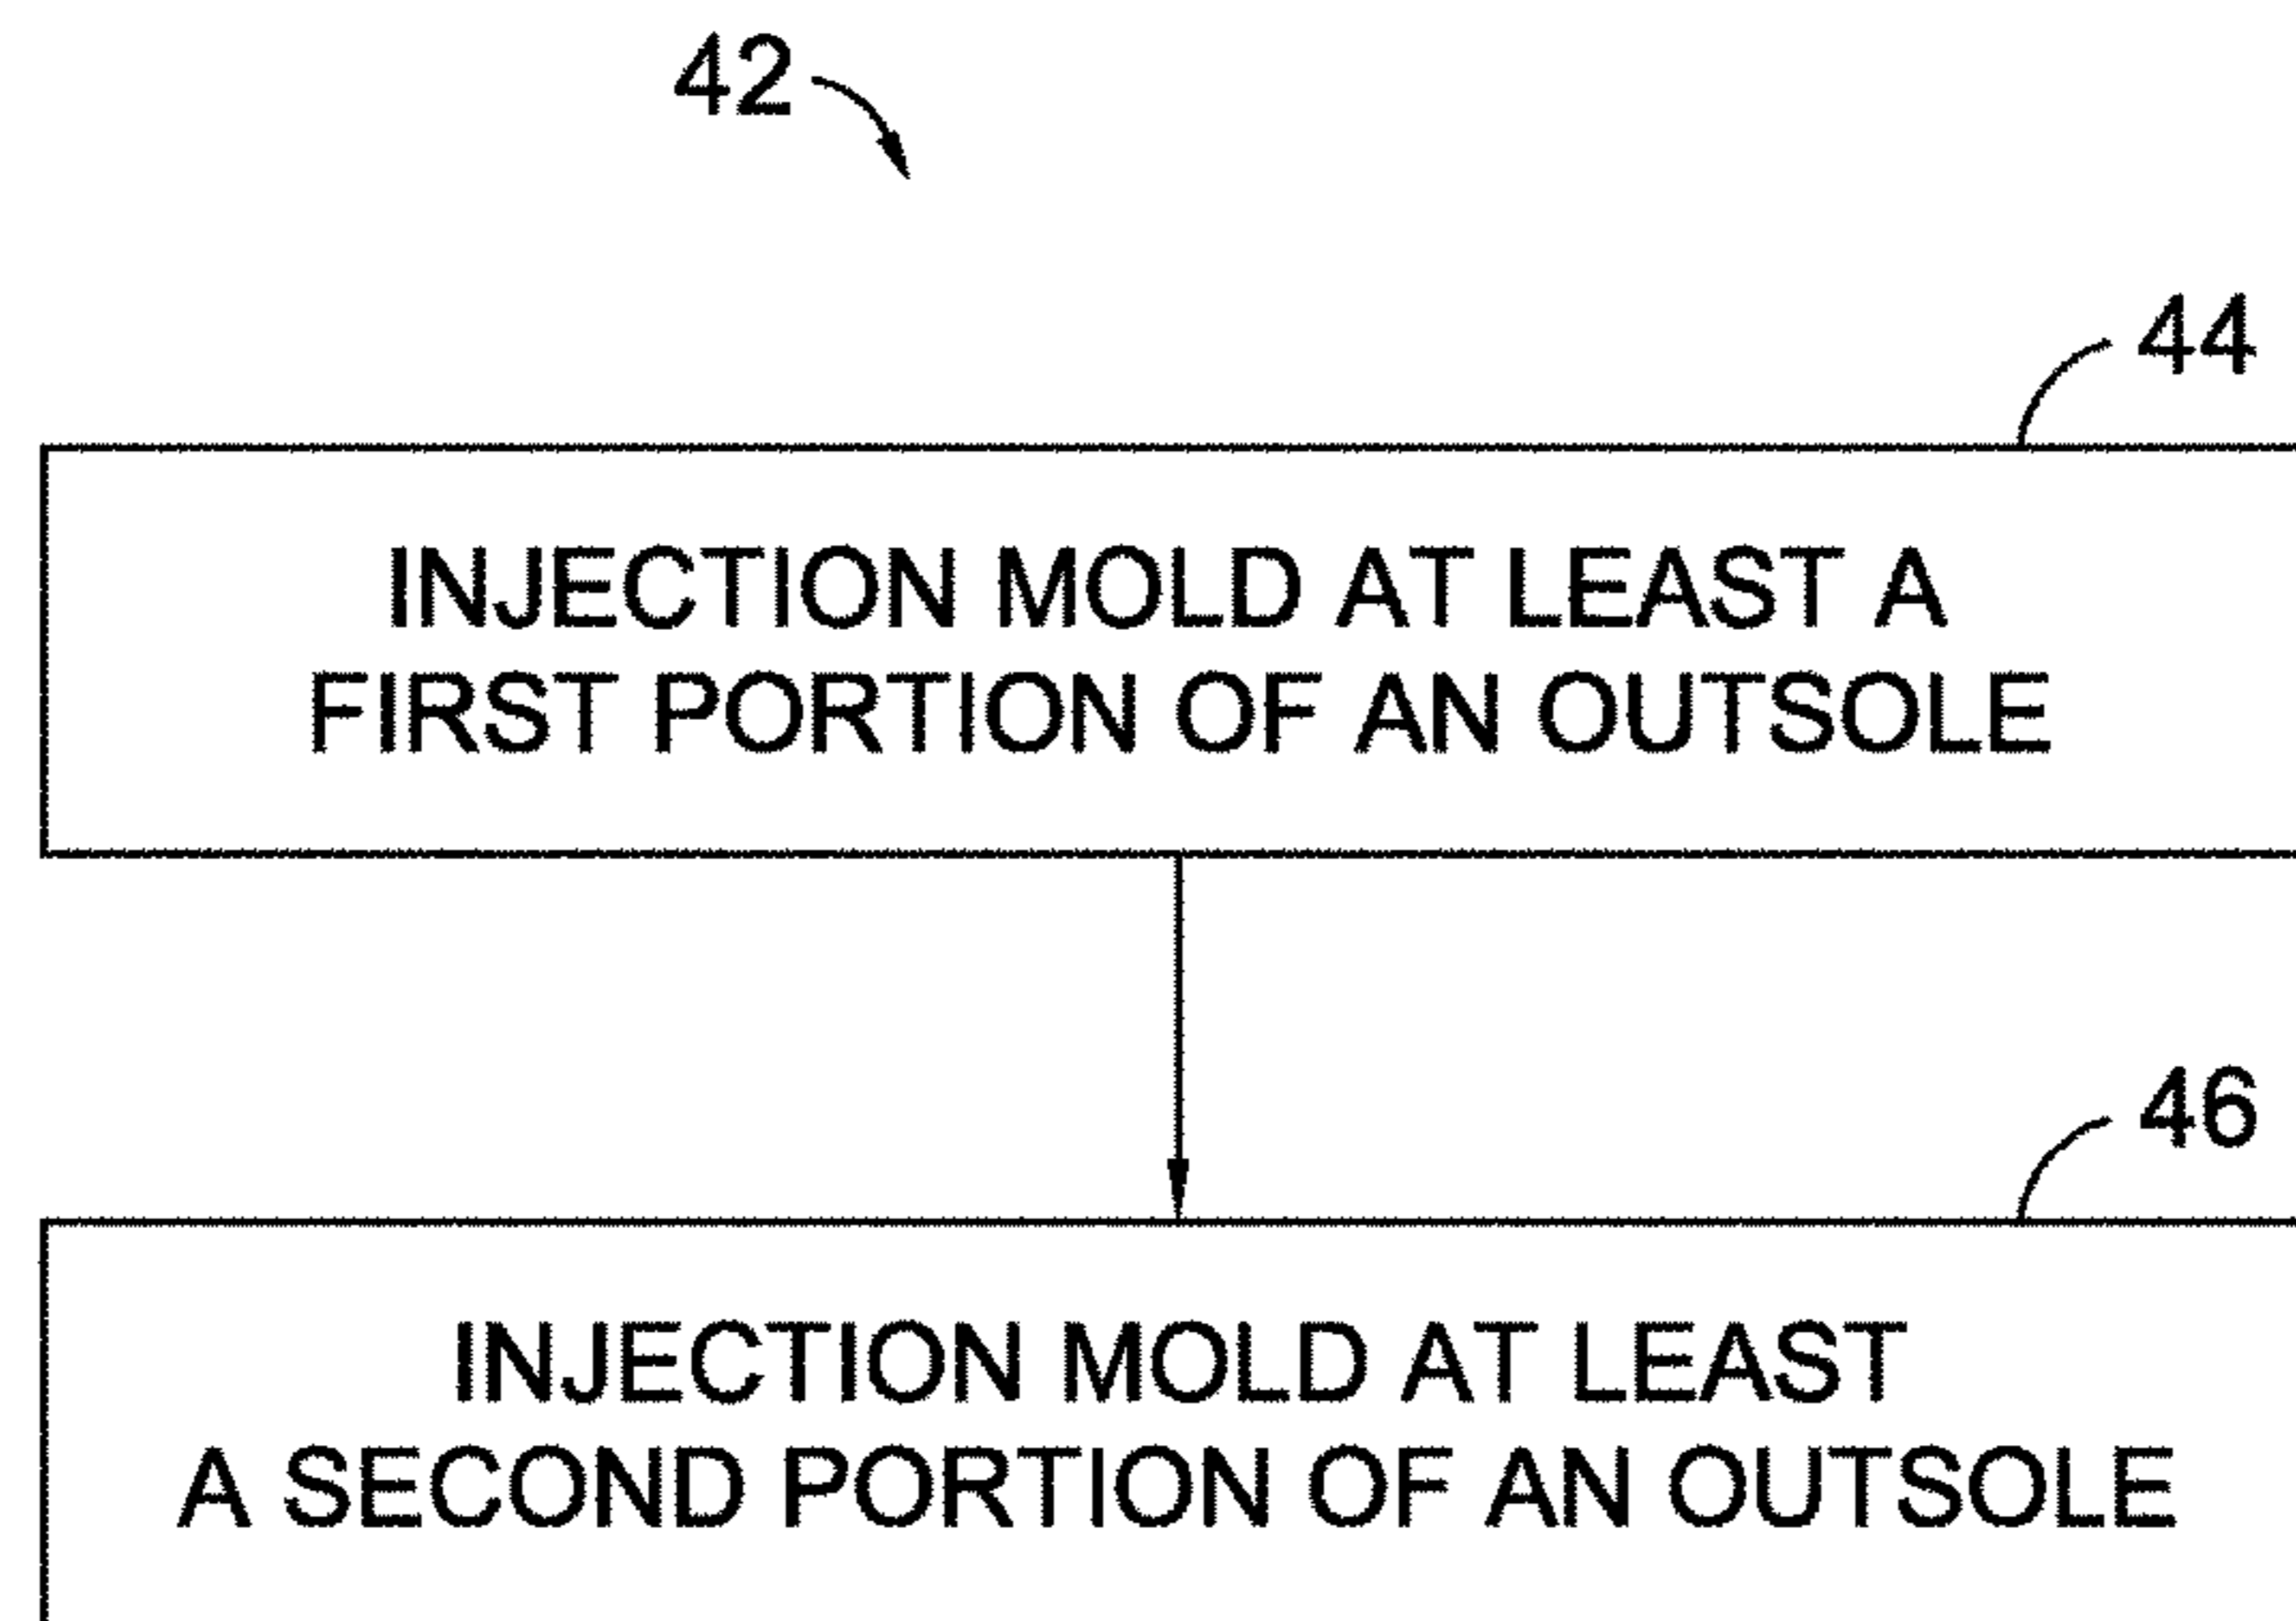 42
44
INJECTION MOLD AT LEAST A
FIRST PORTION OF AN OUTSOLE
46
INJECTION MOLD AT LEAST
A SECOND PORTION OF AN OUTSOLE